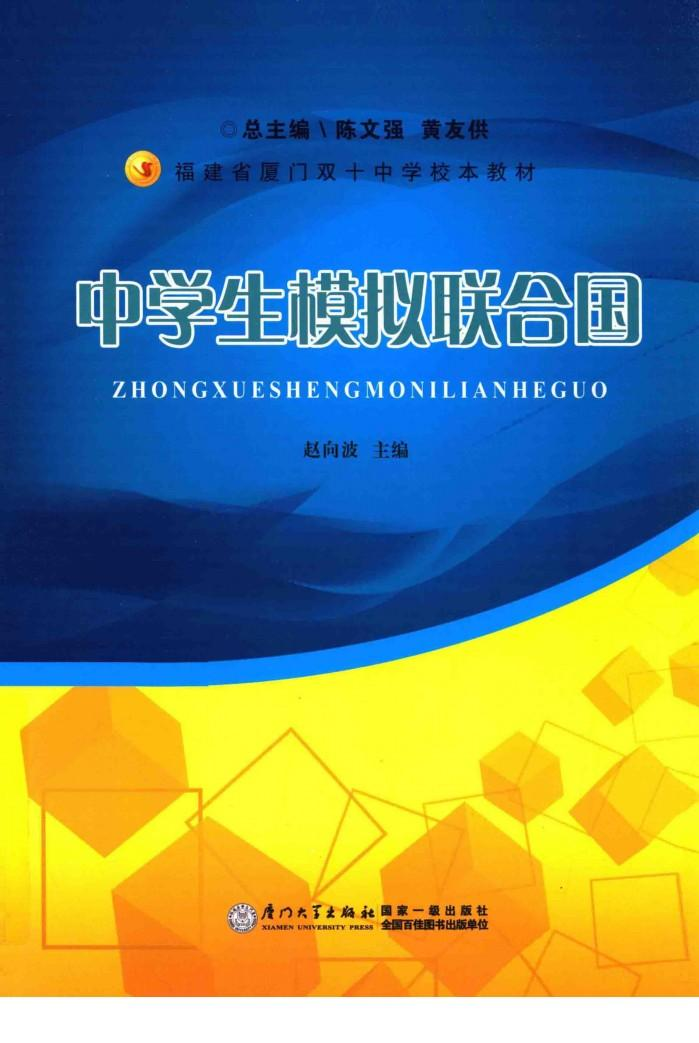 ◎总主编\陈文强 黄友供
福建省厦门双十中学校本教材
中学生模拟联合国
ZHONGXUESHENGMONILIANHEGUO
赵向波 主编
厦门大学出版社
XIAMEN UNIVERSITY PRESS
国家一级出版社
全国百佳图书出版单位